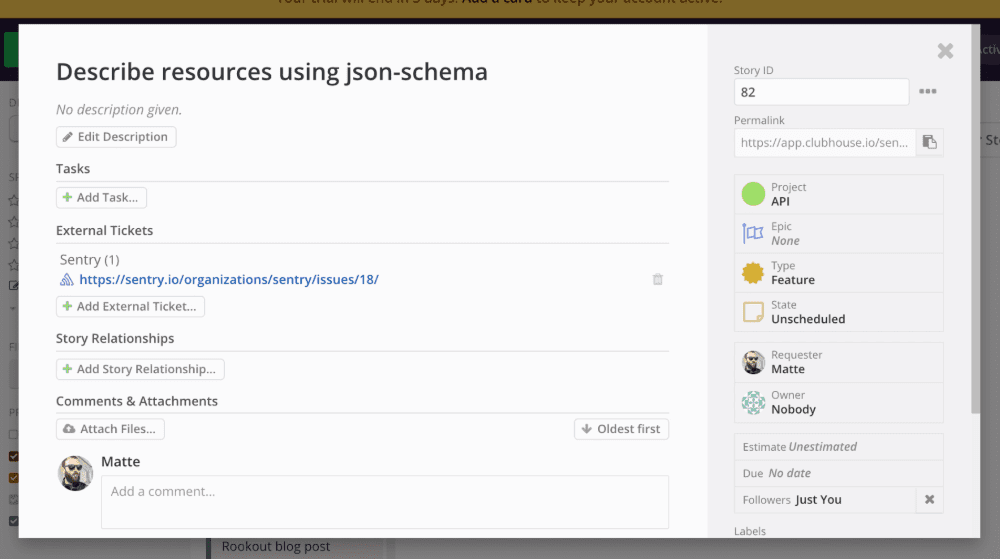 Your trial will end in 5 days. Add a card to keep your account active.
Describe resources using json-schema
No description given.
Edit Description
Tasks
Add Task...
External Tickets
Sentry (1)
https://sentry.io/organizations/sentry/issues/18/
Add External Ticket...
Story Relationships
Add Story Relationship...
Comments & Attachments
Attach Files...
Oldest first
Matte
Add a comment...
Story ID
82
Permalink
https://app.clubhouse.io/sen...
Project
API
Epic
None
Type
Feature
State
Unscheduled
Requester
Matte
Owner
Nobody
Estimate Unestimated
Due No date
Followers Just You
Labels
Rookout blog post